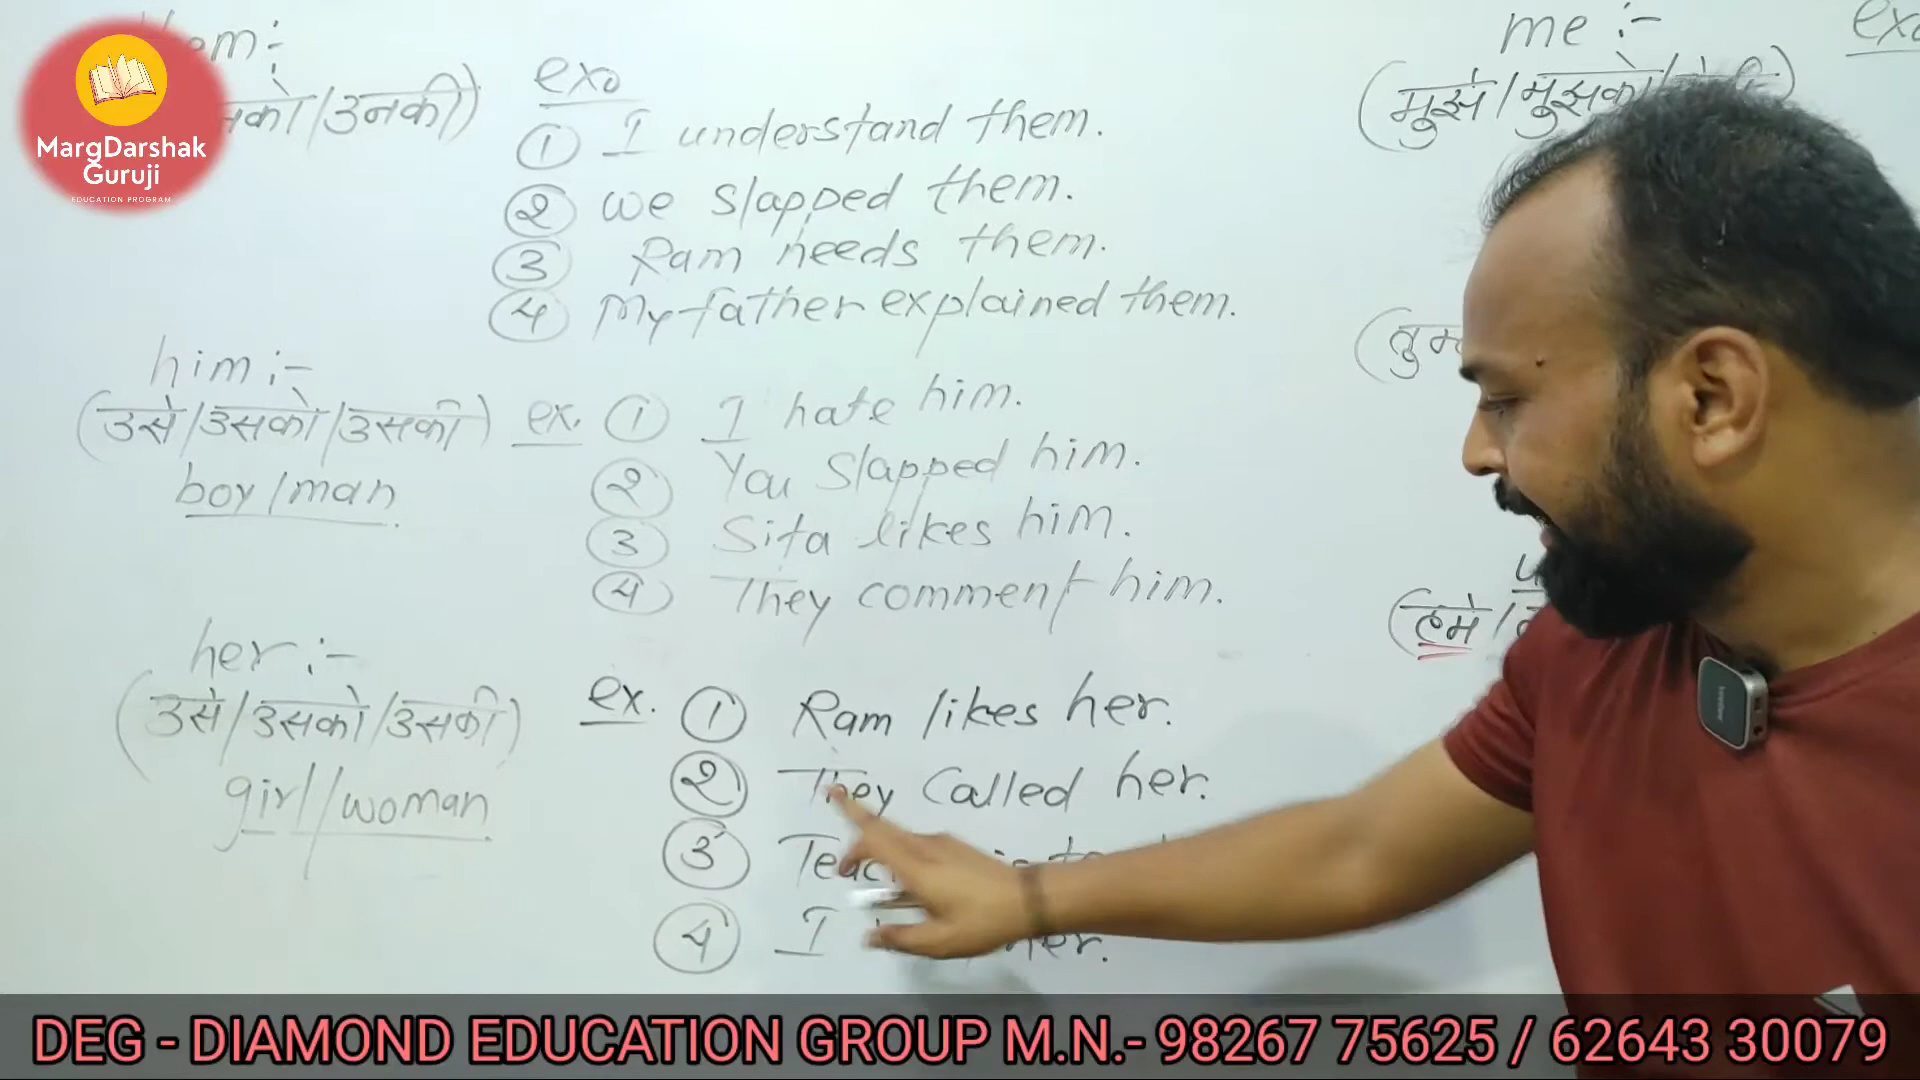 MargDarshak
Guruji
EDUCATION PROGRAM
उनकी)
ex.
① I understand them.
② we slapped them.
③ Ram needs them.
④ My father explained them.
him :-
(उसे/उसको/उसकी)
boy/man
ex. ① I hate him.
② You slapped him.
③ Sita likes him.
④ They comment him.
her :-
(उसे/उसको/उसकी)
girl/woman
ex. ① Ram likes her.
② They called her.
③
④ I her.
me :-
(मुझे/मुझको/
(हमे/
DEG - DIAMOND EDUCATION GROUP M.N.- 98267 75625 / 62643 30079